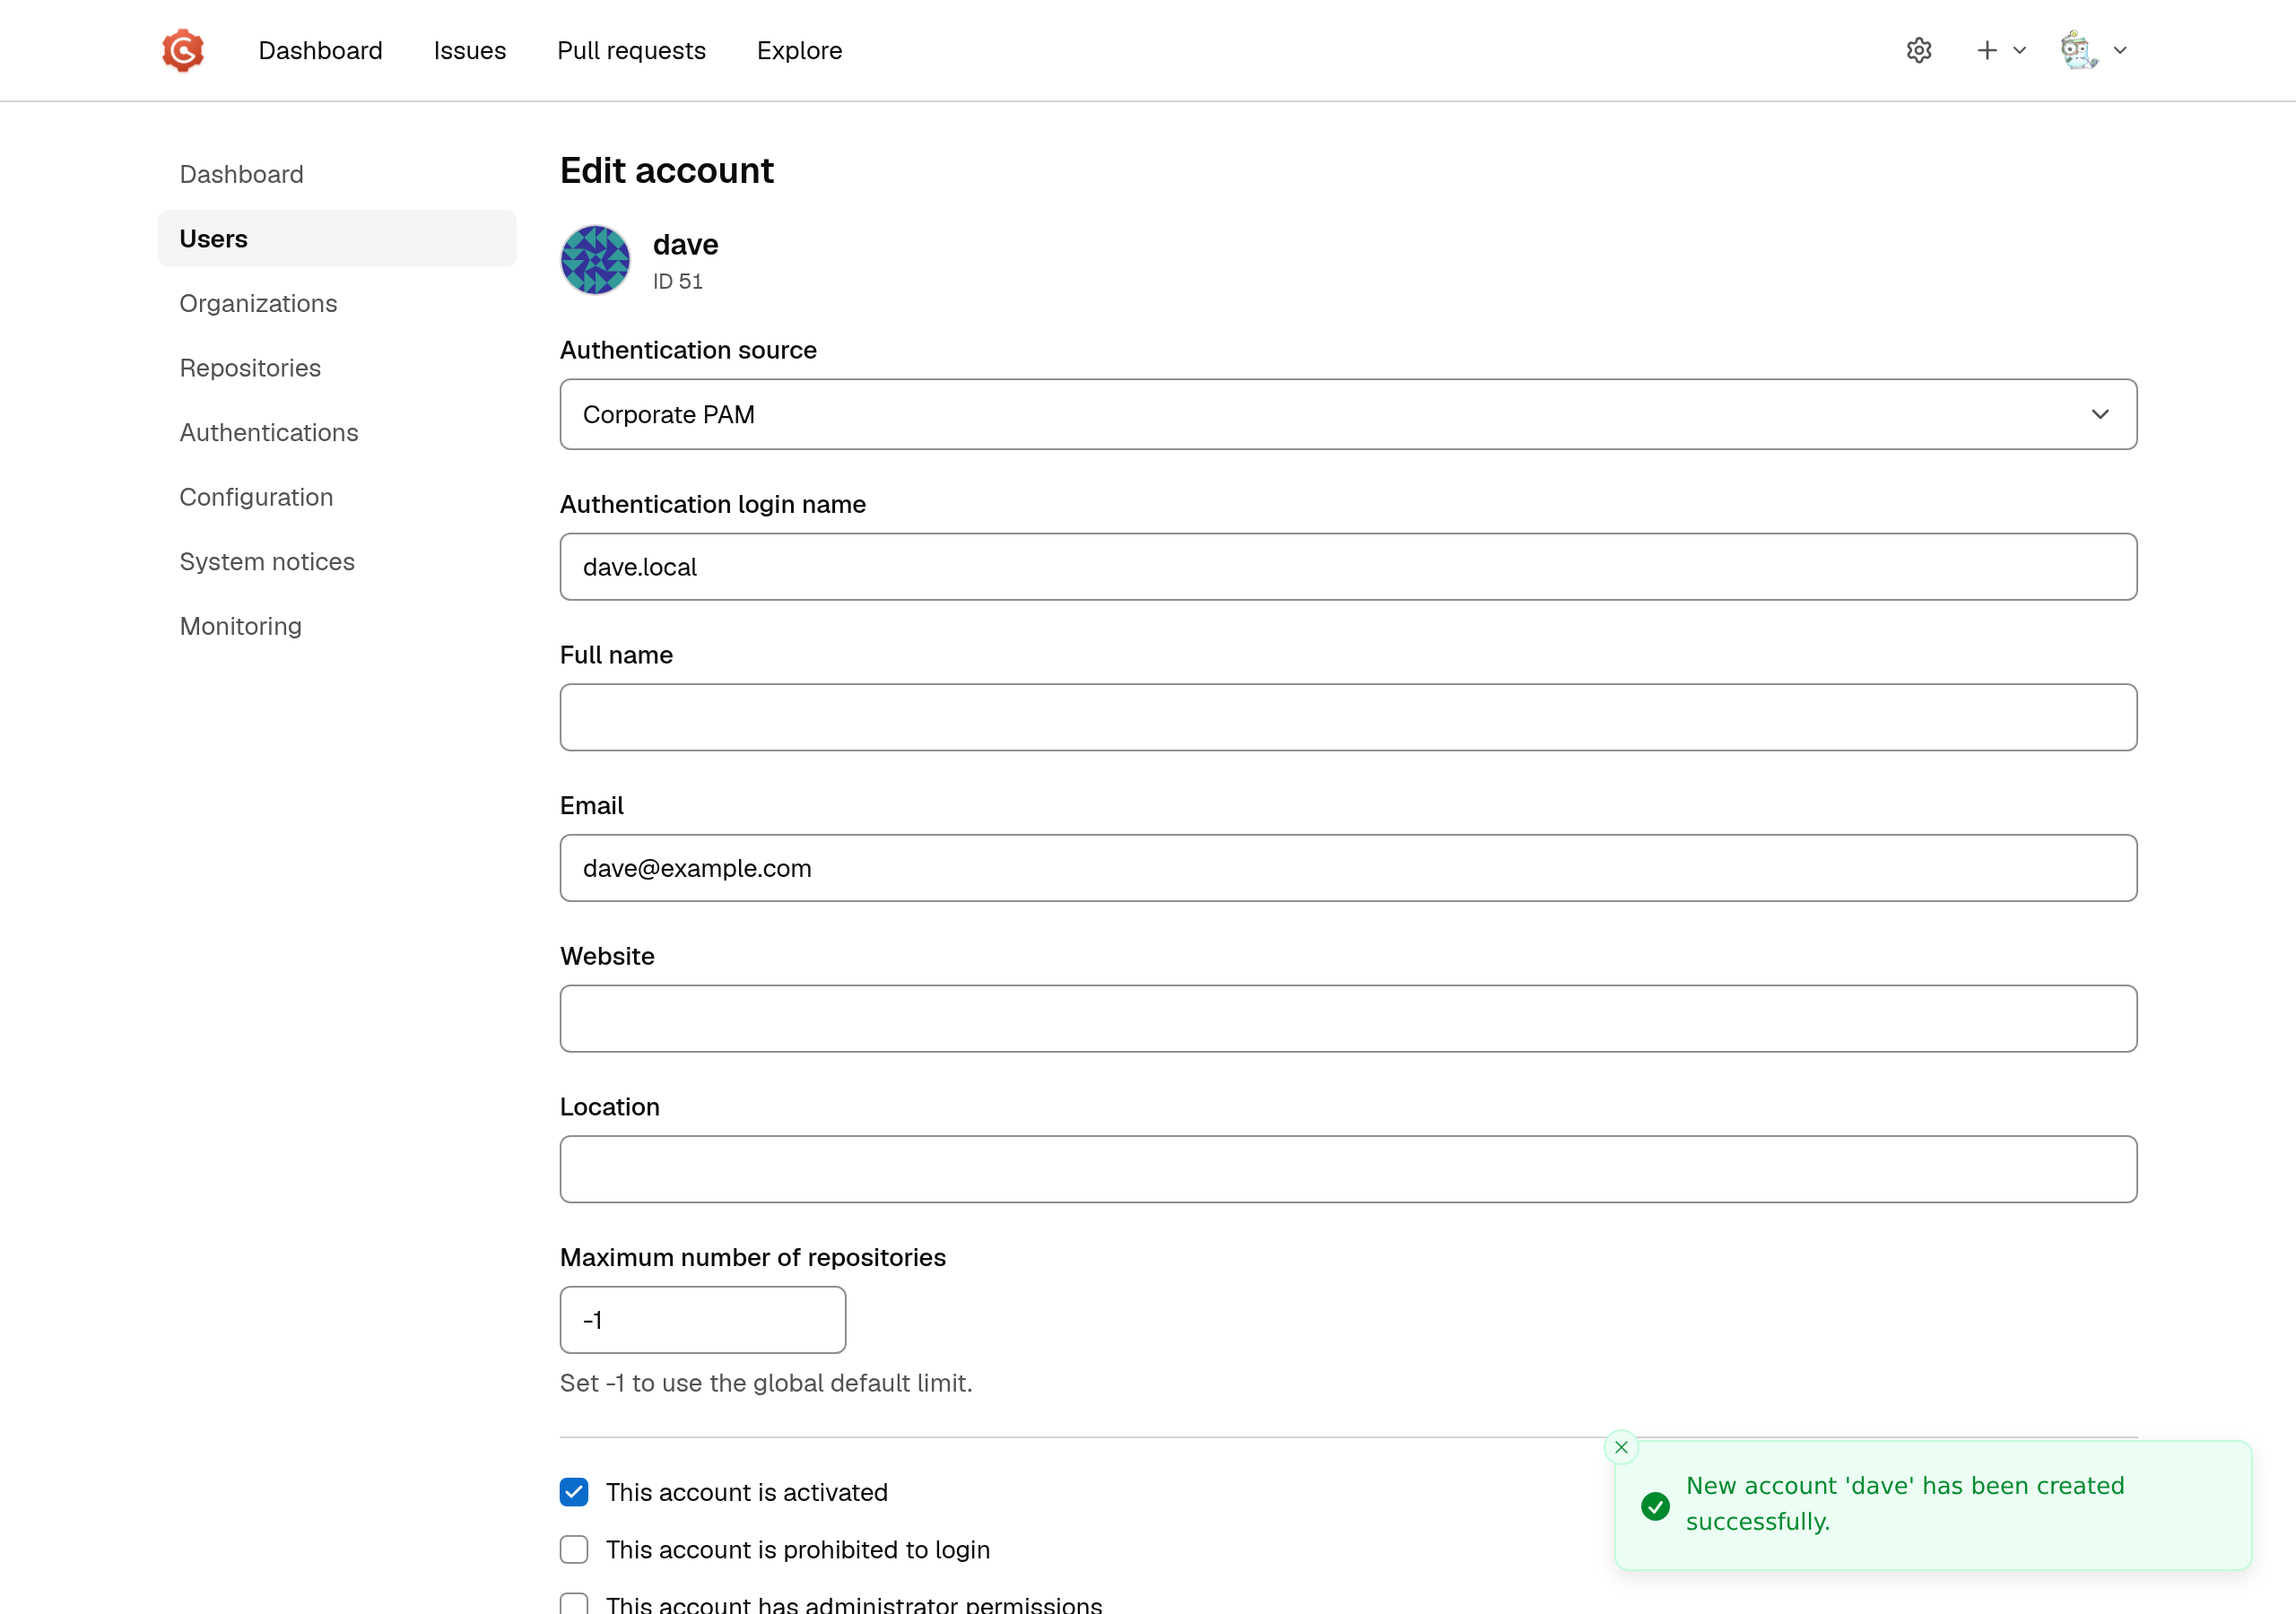 Dashboard
Issues
Pull requests
Explore
Dashboard
Users
Organizations
Repositories
Authentications
Configuration
System notices
Monitoring
Edit account
dave
ID 51
Authentication source
Corporate PAM
Authentication login name
dave.local
Full name
Email
dave@example.com
Website
Location
Maximum number of repositories
-1
Set -1 to use the global default limit.
This account is activated
This account is prohibited to login
This account has administrator permissions
New account 'dave' has been created
successfully.